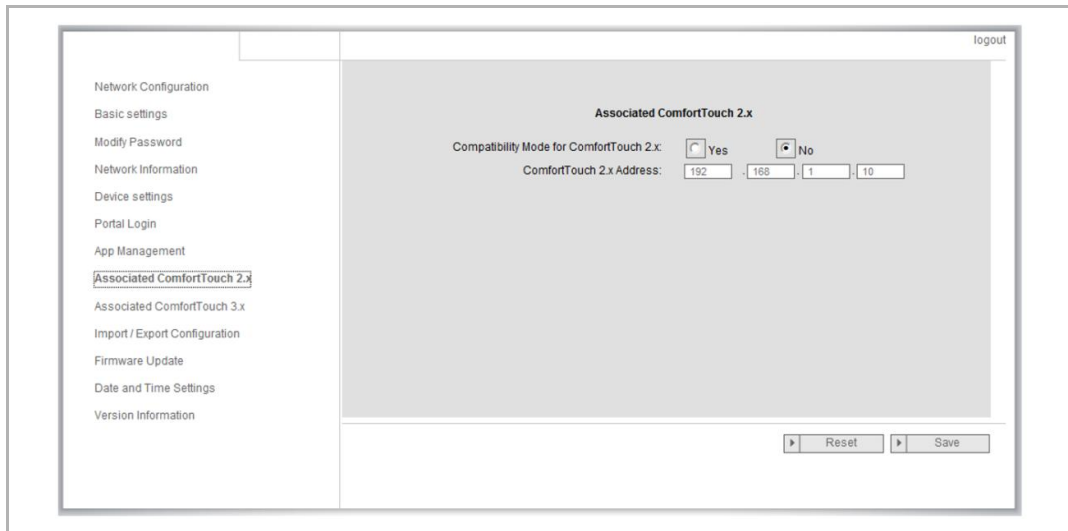 logout
Network Configuration
Basic settings
Modify Password
Network Information
Device settings
Portal Login
App Management
Associated ComfortTouch 2.x
Associated ComfortTouch 3.x
Import / Export Configuration
Firmware Update
Date and Time Settings
Version Information
Associated ComfortTouch 2.x
Compatibility Mode for ComfortTouch 2.x: Yes No
ComfortTouch 2.x Address: 192 . 168 . 1 . 10
Reset Save